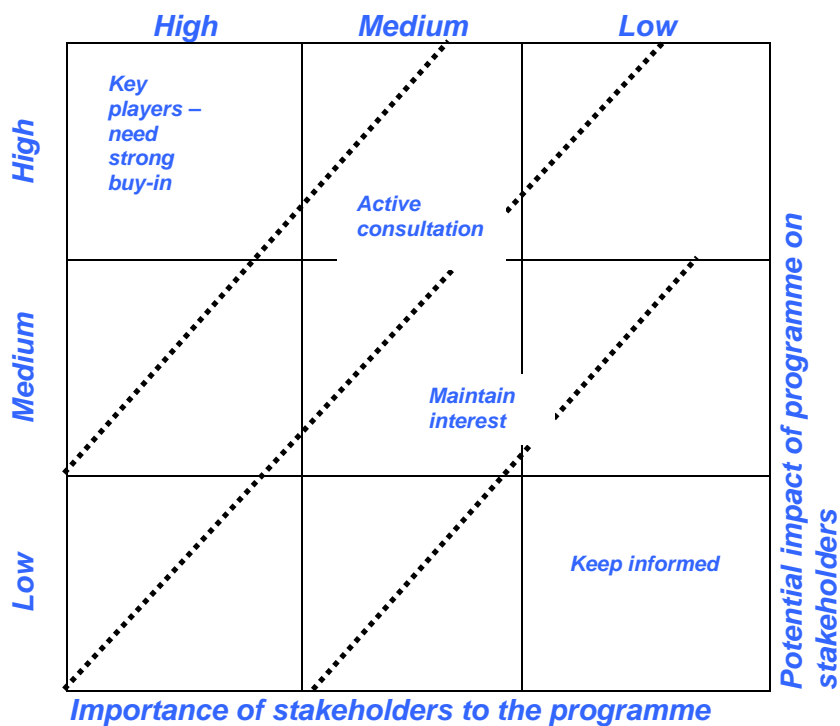 High Medium Low
High
Key
players –
need
strong
buy-in
Active
consultation
Medium
Maintain
interest
Low
Keep informed
Potential impact of programme on
stakeholders
Importance of stakeholders to the programme